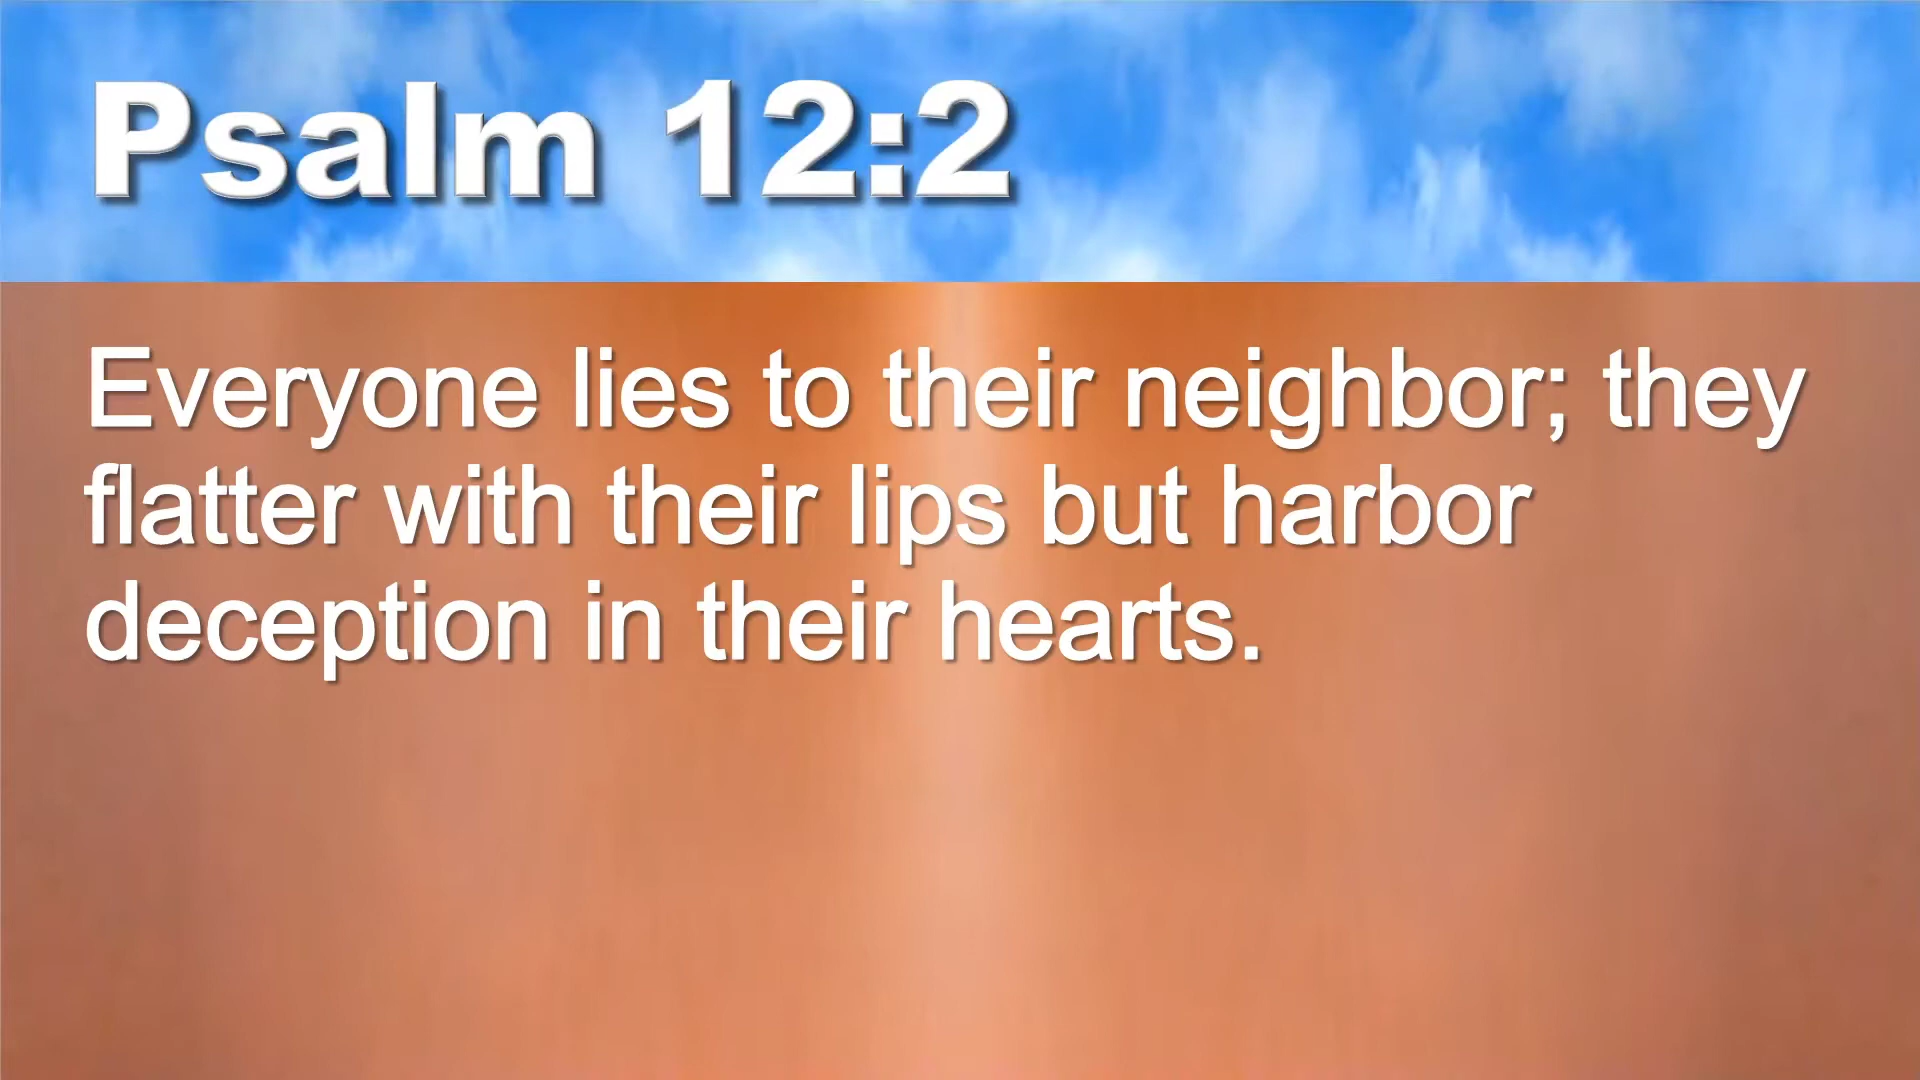 Psalm 12:2
Everyone lies to their neighbor; they
flatter with their lips but harbor
deception in their hearts.